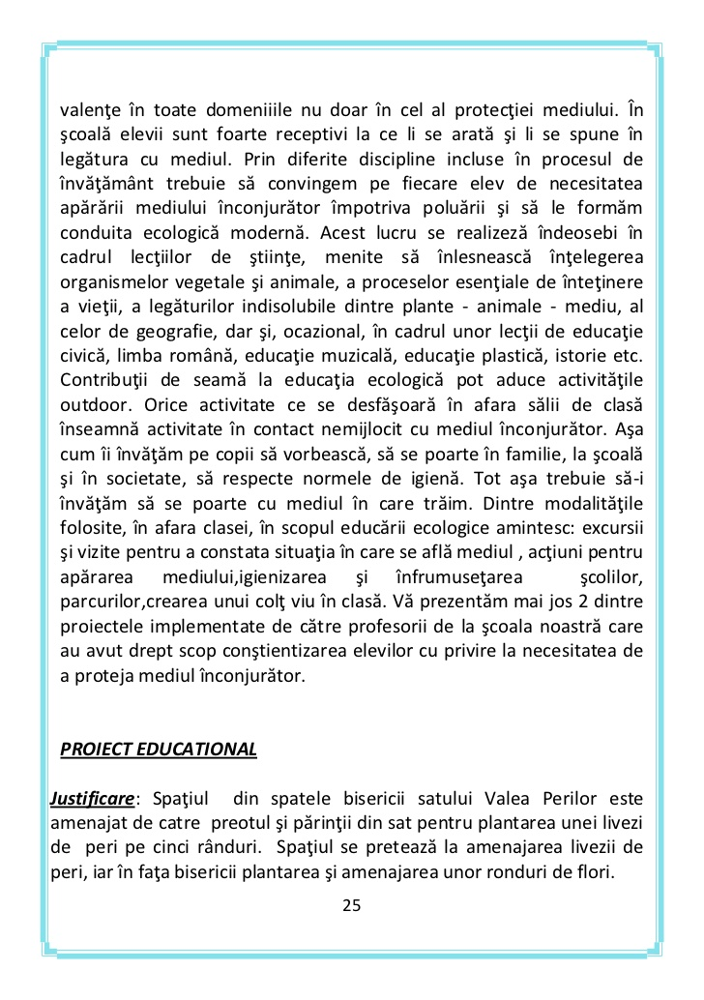 valenţe în toate domeniiile nu doar în cel al protecţiei mediului. În
şcoală elevii sunt foarte receptivi la ce li se arată şi li se spune în
legătura cu mediul. Prin diferite discipline incluse în procesul de
învăţământ trebuie să convingem pe fiecare elev de necesitatea
apărării mediului înconjurător împotriva poluării şi să le formăm
conduita ecologică modernă. Acest lucru se realizeză îndeosebi în
cadrul lecţiilor de ştiinţe, menite să înlesnească înţelegerea
organismelor vegetale şi animale, a proceselor esenţiale de înteţinere
a vieţii, a legăturilor indisolubile dintre plante - animale - mediu, al
celor de geografie, dar şi, ocazional, în cadrul unor lecţii de educaţie
civică, limba română, educaţie muzicală, educaţie plastică, istorie etc.
Contribuţii de seamă la educaţia ecologică pot aduce activităţile
outdoor. Orice activitate ce se desfăşoară în afara sălii de clasă
înseamnă activitate în contact nemijlocit cu mediul înconjurător. Aşa
cum îi învăţăm pe copii să vorbească, să se poarte în familie, la şcoală
şi în societate, să respecte normele de igienă. Tot aşa trebuie să-i
învăţăm să se poarte cu mediul în care trăim. Dintre modalităţile
folosite, în afara clasei, în scopul educării ecologice amintesc: excursii
şi vizite pentru a constata situaţia în care se află mediul , acţiuni pentru
apărarea mediului,igienizarea şi înfrumuseţarea şcolilor,
parcurilor,crearea unui colţ viu în clasă. Vă prezentăm mai jos 2 dintre
proiectele implementate de către profesorii de la şcoala noastră care
au avut drept scop conştientizarea elevilor cu privire la necesitatea de
a proteja mediul înconjurător.
PROIECT EDUCATIONAL
Justificare: Spaţiul din spatele bisericii satului Valea Perilor este
amenajat de catre preotul şi părinţii din sat pentru plantarea unei livezi
de peri pe cinci rânduri. Spaţiul se pretează la amenajarea livezii de
peri, iar în faţa bisericii plantarea şi amenajarea unor ronduri de flori.
25